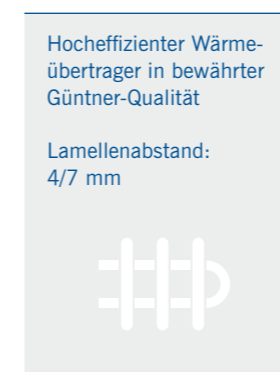 Hocheffizienter Wärme-
übertrager in bewährter
Güntner-Qualität
Lamellenabstand:
4/7 mm